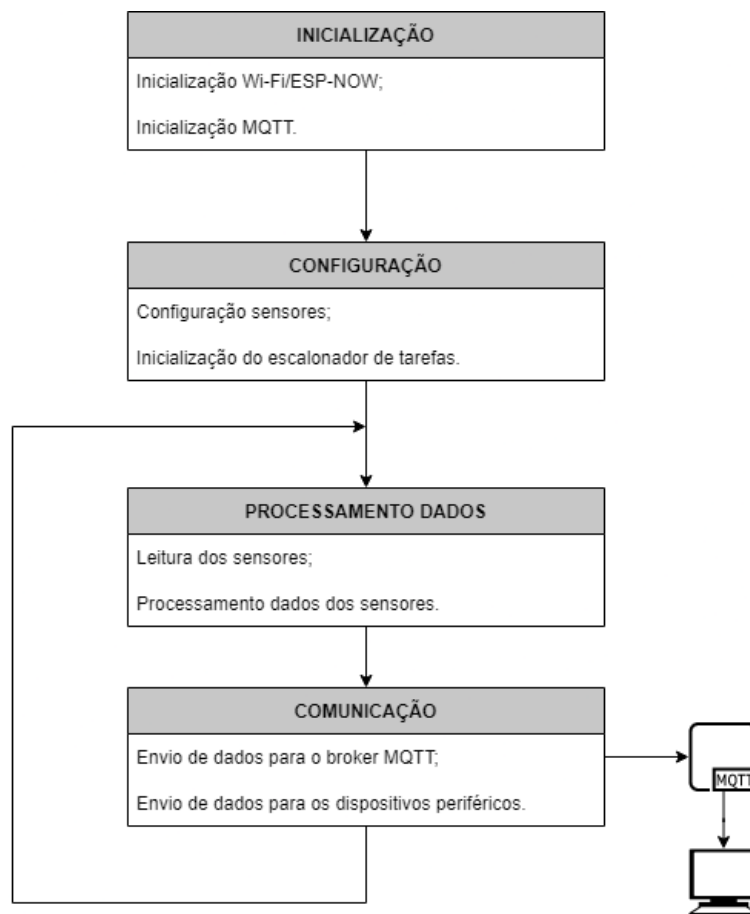 INICIALIZAÇÃO
Inicialização Wi-Fi/ESP-NOW;
Inicialização MQTT.
CONFIGURAÇÃO
Configuração sensores;
Inicialização do escalonador de tarefas.
PROCESSAMENTO DADOS
Leitura dos sensores;
Processamento dados dos sensores.
COMUNICAÇÃO
Envio de dados para o broker MQTT;
Envio de dados para os dispositivos periféricos.
MQTT